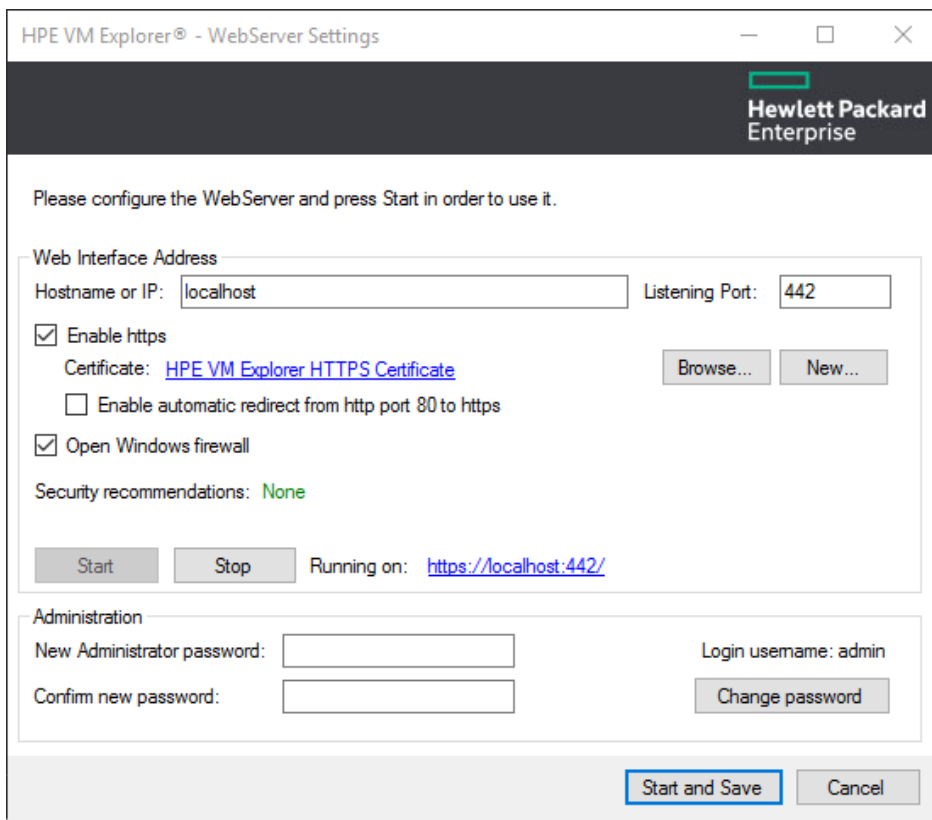 HPE VM Explorer® - WebServer Settings
Hewlett Packard
Enterprise
Please configure the WebServer and press Start in order to use it.
Web Interface Address
Hostname or IP: localhost Listening Port: 442
Enable https
Certificate: HPE VM Explorer HTTPS Certificate Browse... New...
Enable automatic redirect from http port 80 to https
Open Windows firewall
Security recommendations: None
Start Stop Running on: https://localhost:442/
Administration
New Administrator password: Login username: admin
Confirm new password: Change password
Start and Save Cancel